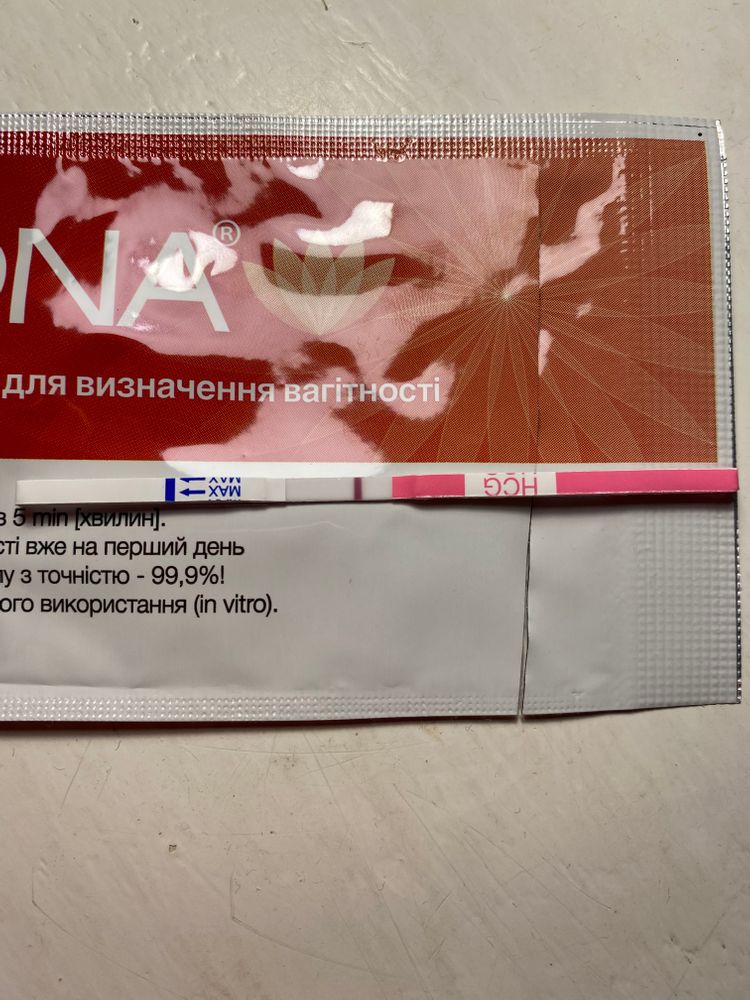 NA®
для визначення вагітності
MAX
MAX
HCG
HCG
з 5 min [хвилин].
сті вже на перший день
у з точністю - 99,9%!
ого використання (in vitro).